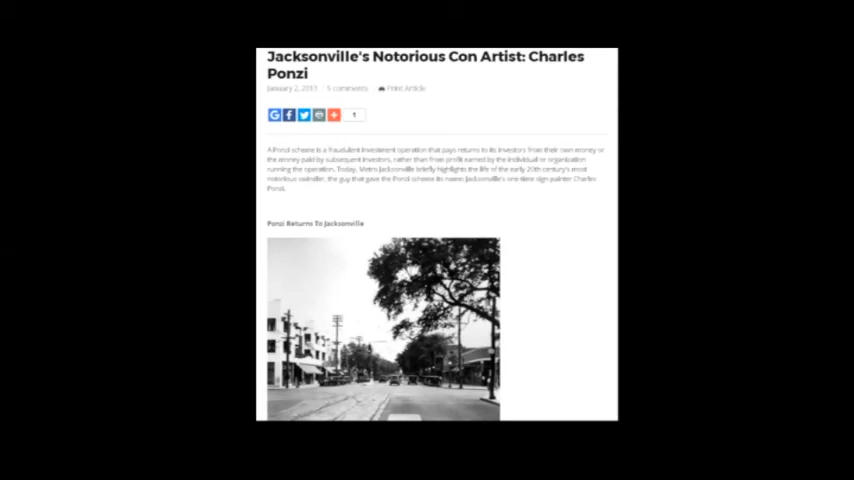 Jacksonville's Notorious Con Artist: Charles
Ponzi
January 2, 2013 5 comments Print Article
G f 1
A Ponzi scheme is a fraudulent investment operation that pays returns to its investors from their own money or
the money paid by subsequent investors, rather than from profit earned by the individual or organization
running the operation. Today, Metro Jacksonville briefly highlights the life of the early 20th century's most
notorious swindler, the guy that gave the Ponzi scheme its name: Jacksonville's one-time sign painter Charles
Ponzi.
Ponzi Returns To Jacksonville